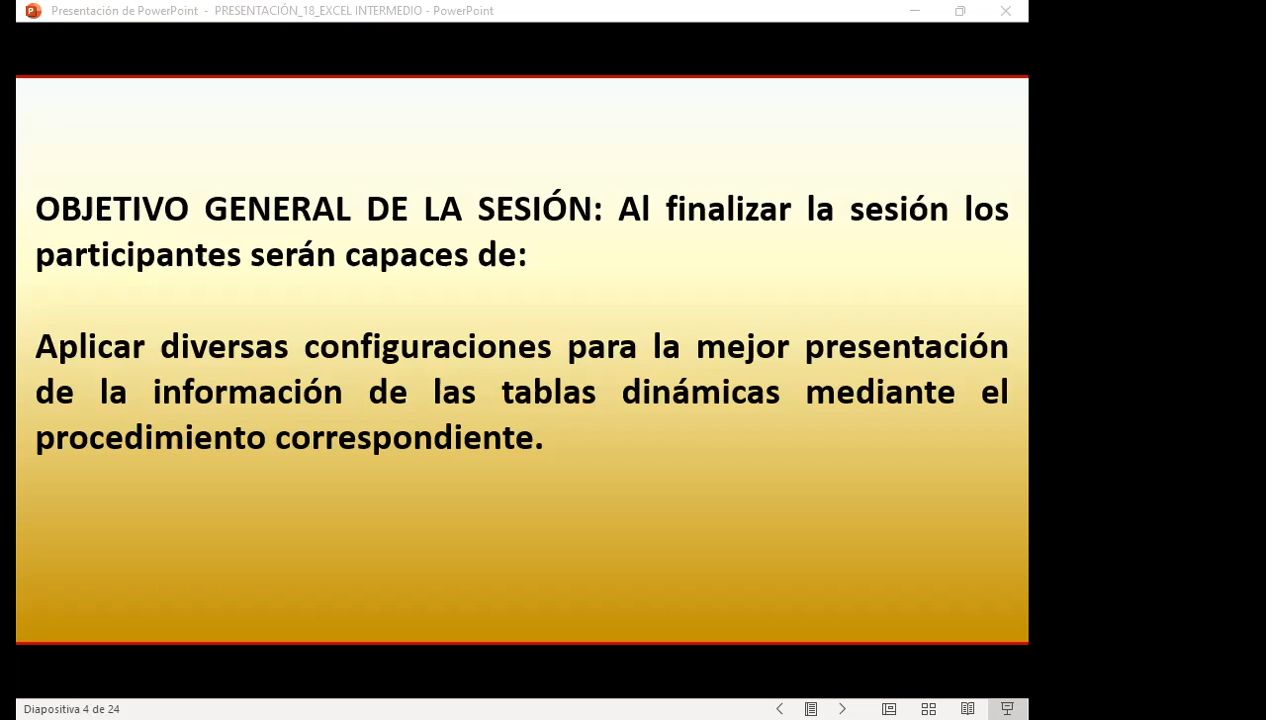 Presentación de PowerPoint - PRESENTACIÓN_18_EXCEL INTERMEDIO - PowerPoint
OBJETIVO GENERAL DE LA SESIÓN: Al finalizar la sesión los
participantes serán capaces de:
Aplicar diversas configuraciones para la mejor presentación
de la información de las tablas dinámicas mediante el
procedimiento correspondiente.
Diapositiva 4 de 24